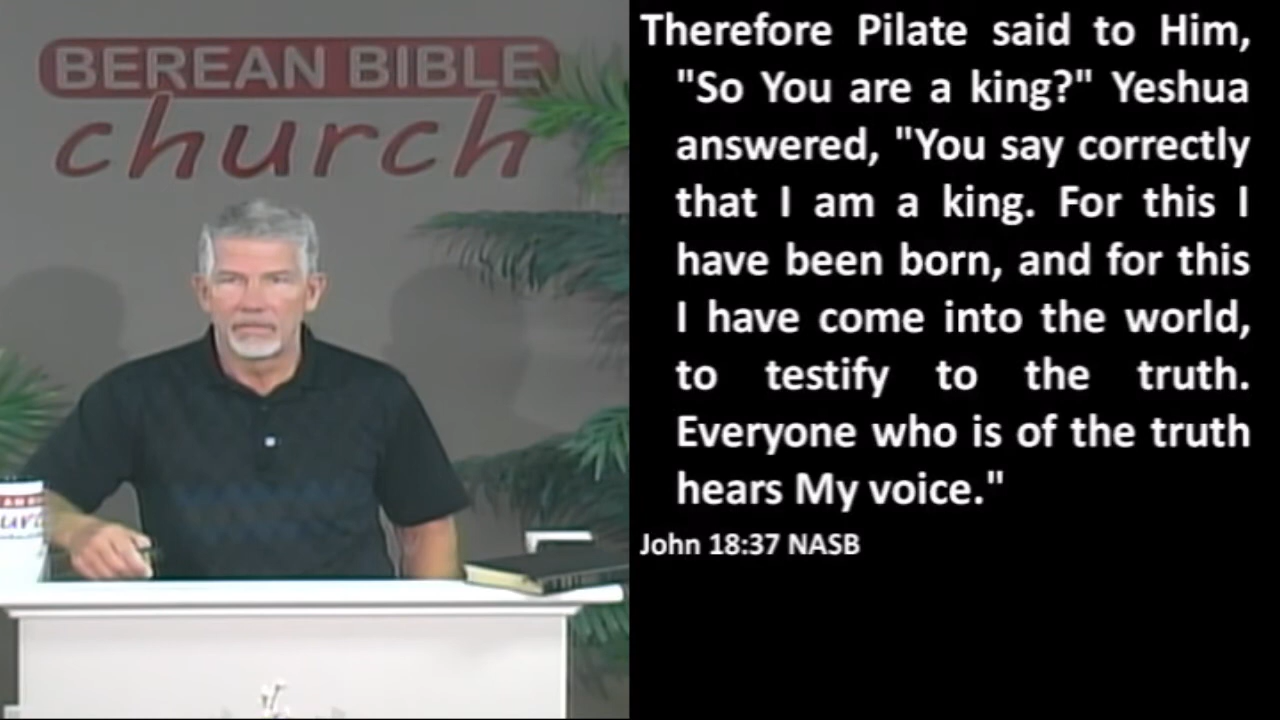 BEREAN BIBLE
church
Therefore Pilate said to Him,
"So You are a king?" Yeshua
answered, "You say correctly
that I am a king. For this I
have been born, and for this
I have come into the world,
to testify to the truth.
Everyone who is of the truth
hears My voice."
John 18:37 NASB